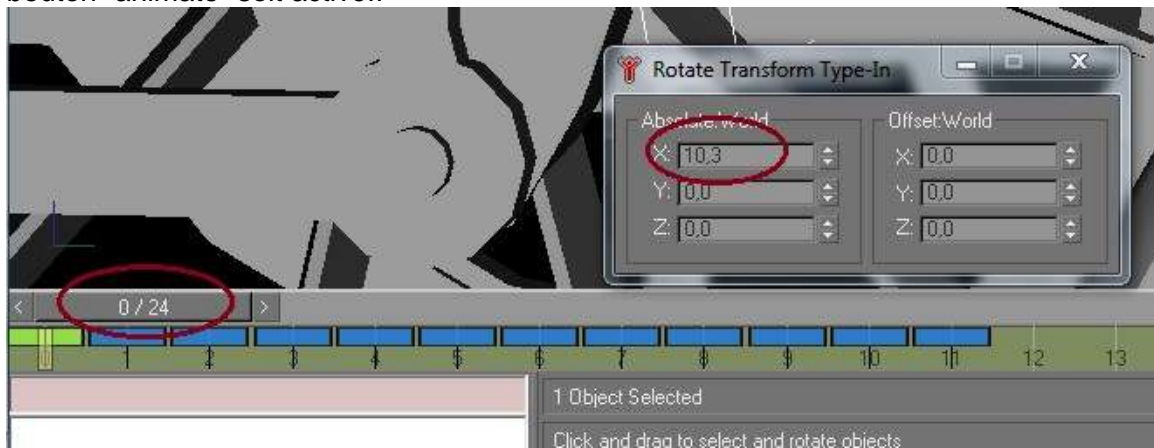 Rotate Transform Type-In
Absolute:World
Offset:World
X: 10,3
X: 0,0
Y: 0,0
Y: 0,0
Z: 0,0
Z: 0,0
< 0 / 24 >
0 1 2 3 4 5 6 7 8 9 10 11 12 13
1 Object Selected
Click and drag to select and rotate objects